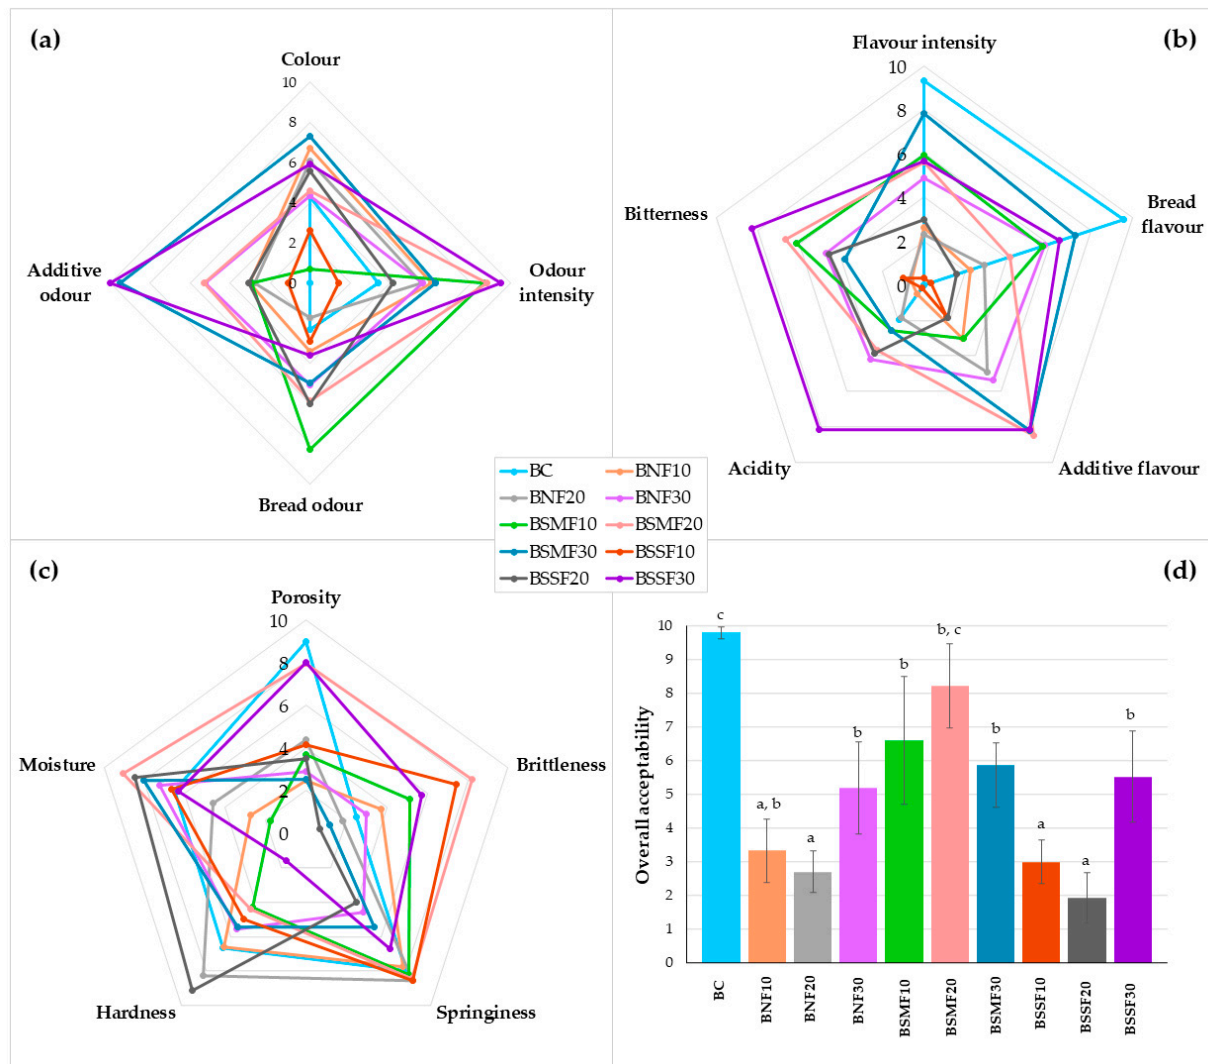 (a)
Colour
10
8
6
4
2
0
Additive
odour
Odour
intensity
Bread odour
(b)
Flavour intensity
10
8
6
4
2
0
Bitterness
Bread
flavour
Acidity
Additive flavour
BC
BNF10
BNF20
BNF30
BSMF10
BSMF20
BSMF30
BSSF10
BSSF20
BSSF30
(c)
Porosity
10
8
6
4
2
0
Moisture
Brittleness
Hardness
Springiness
(d)
Overall acceptability
10
9
8
7
6
5
4
3
2
1
0
c
a, b
a
b
b
b, c
b
a
a
b
BC
BNF10
BNF20
BNF30
BSMF10
BSMF20
BSMF30
BSSF10
BSSF20
BSSF30